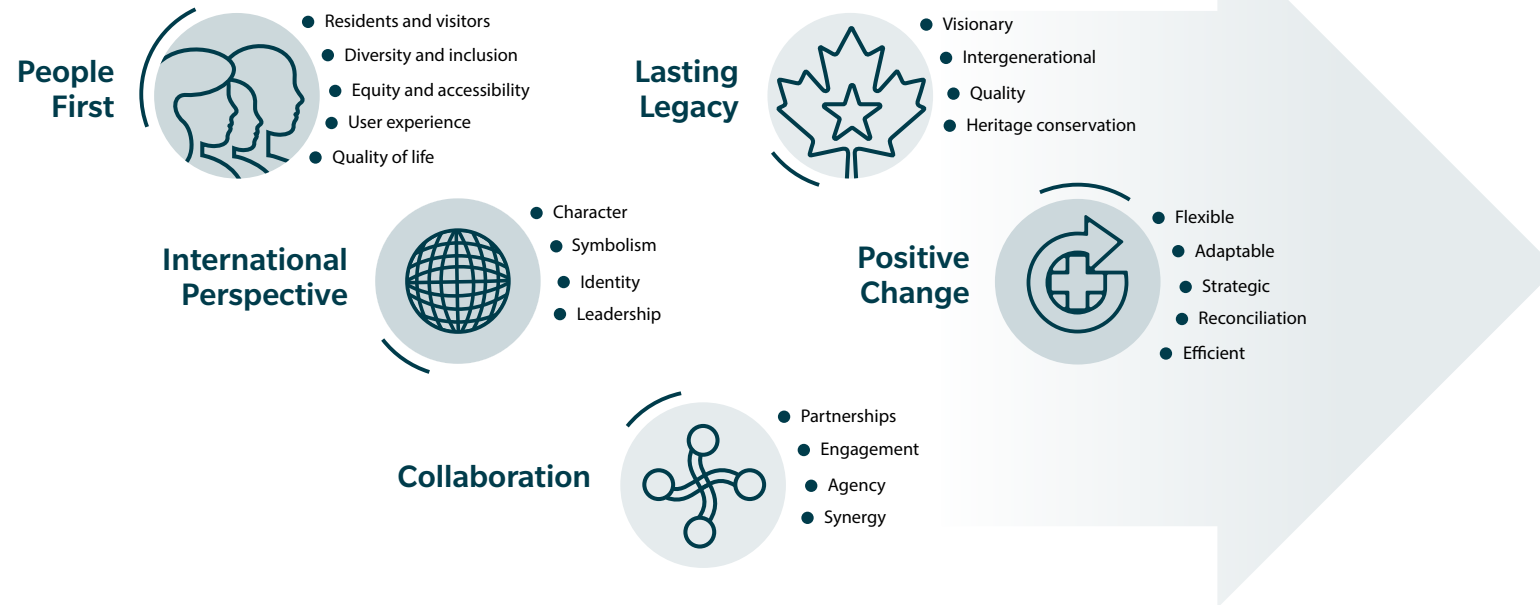 People
First
Residents and visitors
Diversity and inclusion
Equity and accessibility
User experience
Quality of life
Lasting
Legacy
Visionary
Intergenerational
Quality
Heritage conservation
International
Perspective
Character
Symbolism
Identity
Leadership
Positive
Change
Flexible
Adaptable
Strategic
Reconciliation
Efficient
Collaboration
Partnerships
Engagement
Agency
Synergy